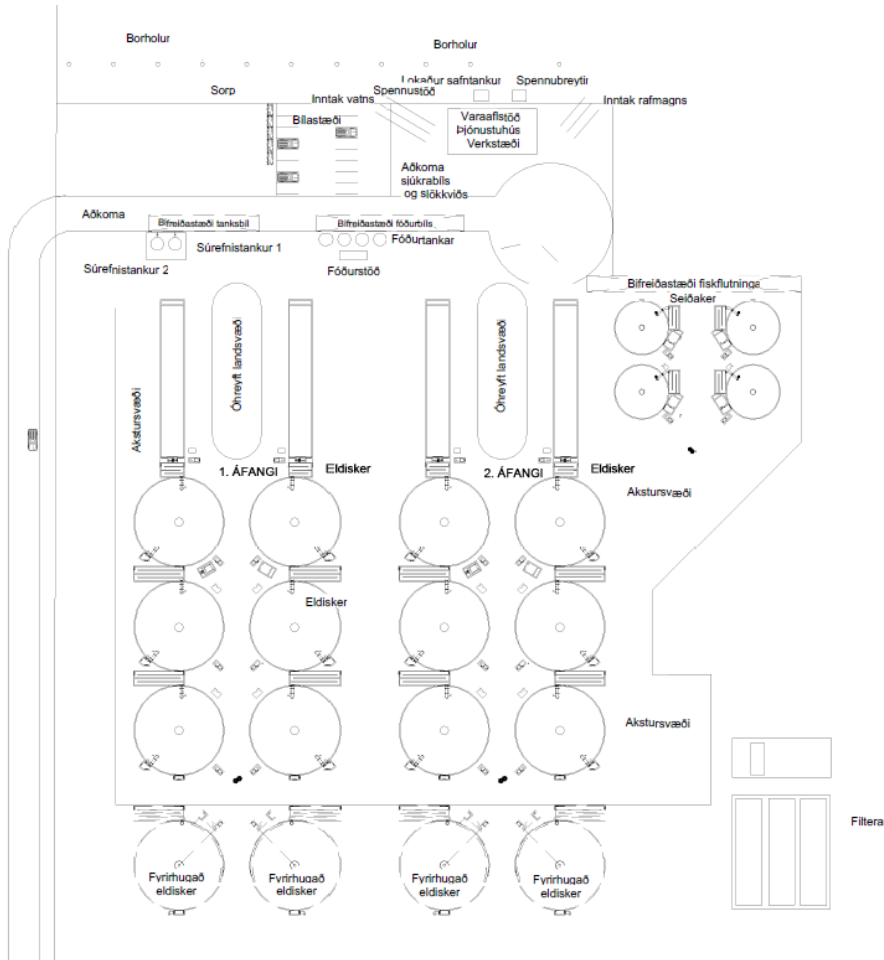 Borholur
Borholur
Lokaður safntankur
Spennubreytir
Sorp
Spennustöð
Inntak vatns
Inntak rafmagns
Bílastæði
Varaaflstöð
Þjónustuhús
Verkstæði
Aðkoma
sjúkrabíls
og slökkviðs
Aðkoma
Bifreiðastæði tanksbíl
Bifreiðastæði fóðurbíls
Súrefnistankur 1
Fóðurtankar
Súrefnistankur 2
Fóðurstöð
Bifreiðastæði fiskflutninga
Seiðaker
Óhreyft landsvæði
Óhreyft landsvæði
Akstursvæði
1. ÁFANGI
Eldisker
2. ÁFANGI
Eldisker
Akstursvæði
Eldisker
Akstursvæði
Filtera
Fyrirhugað
eldisker
Fyrirhugað
eldisker
Fyrirhugað
eldisker
Fyrirhugað
eldisker